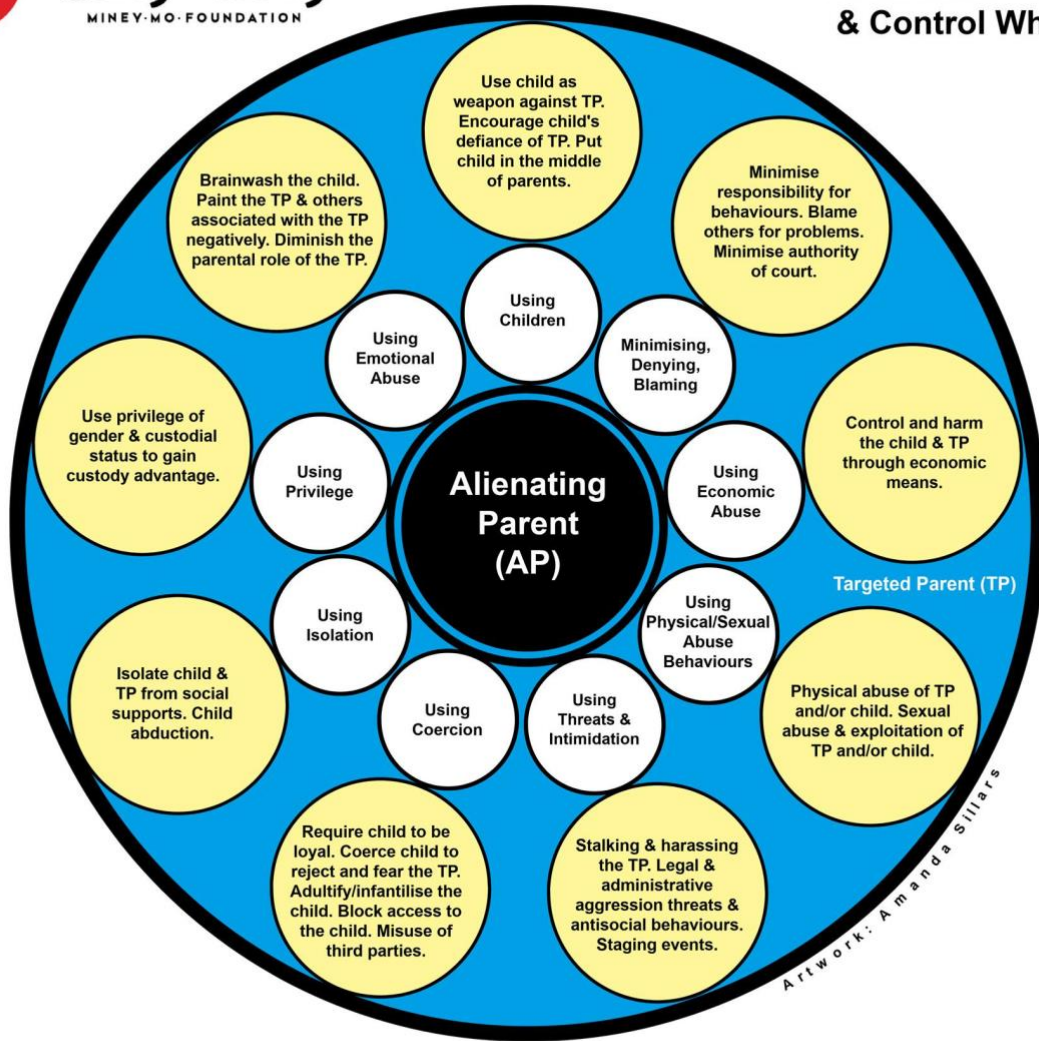 MINEY·MO·FOUNDATION
& Control Wh
Use child as
weapon against TP.
Encourage child's
defiance of TP. Put
child in the middle
of parents.
Minimise
responsibility for
behaviours. Blame
others for problems.
Minimise authority
of court.
Control and harm
the child & TP
through economic
means.
Targeted Parent (TP)
Physical abuse of TP
and/or child. Sexual
abuse & exploitation of
TP and/or child.
Stalking & harassing
the TP. Legal &
administrative
aggression threats &
antisocial behaviours.
Staging events.
Require child to be
loyal. Coerce child to
reject and fear the TP.
Adultify/infantilise the
child. Block access to
the child. Misuse of
third parties.
Isolate child &
TP from social
supports. Child
abduction.
Use privilege of
gender & custodial
status to gain
custody advantage.
Brainwash the child.
Paint the TP & others
associated with the TP
negatively. Diminish the
parental role of the TP.
Using
Children
Minimising,
Denying,
Blaming
Using
Economic
Abuse
Using
Physical/Sexual
Abuse
Behaviours
Using
Threats &
Intimidation
Using
Coercion
Using
Isolation
Using
Privilege
Using
Emotional
Abuse
Alienating
Parent
(AP)
Artwork: Amanda Sillars